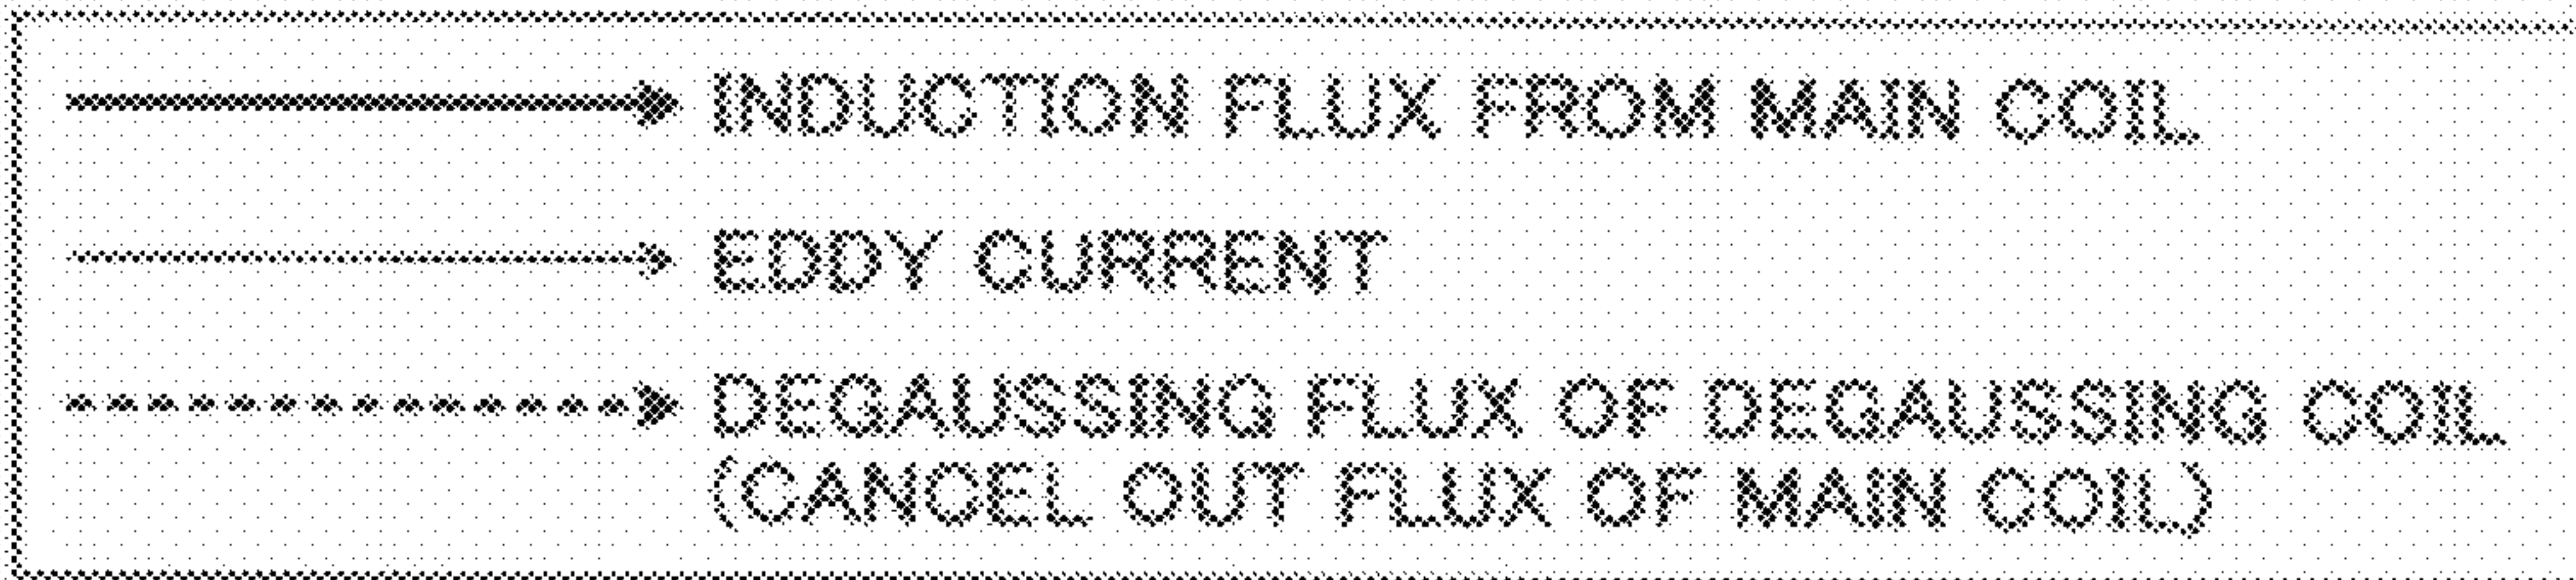 INDUCTION FLUX FROM MAIN COIL
EDDY CURRENT
DEGAUSSING FLUX OF DEGAUSSING COIL
(CANCEL OUT FLUX OF MAIN COIL)